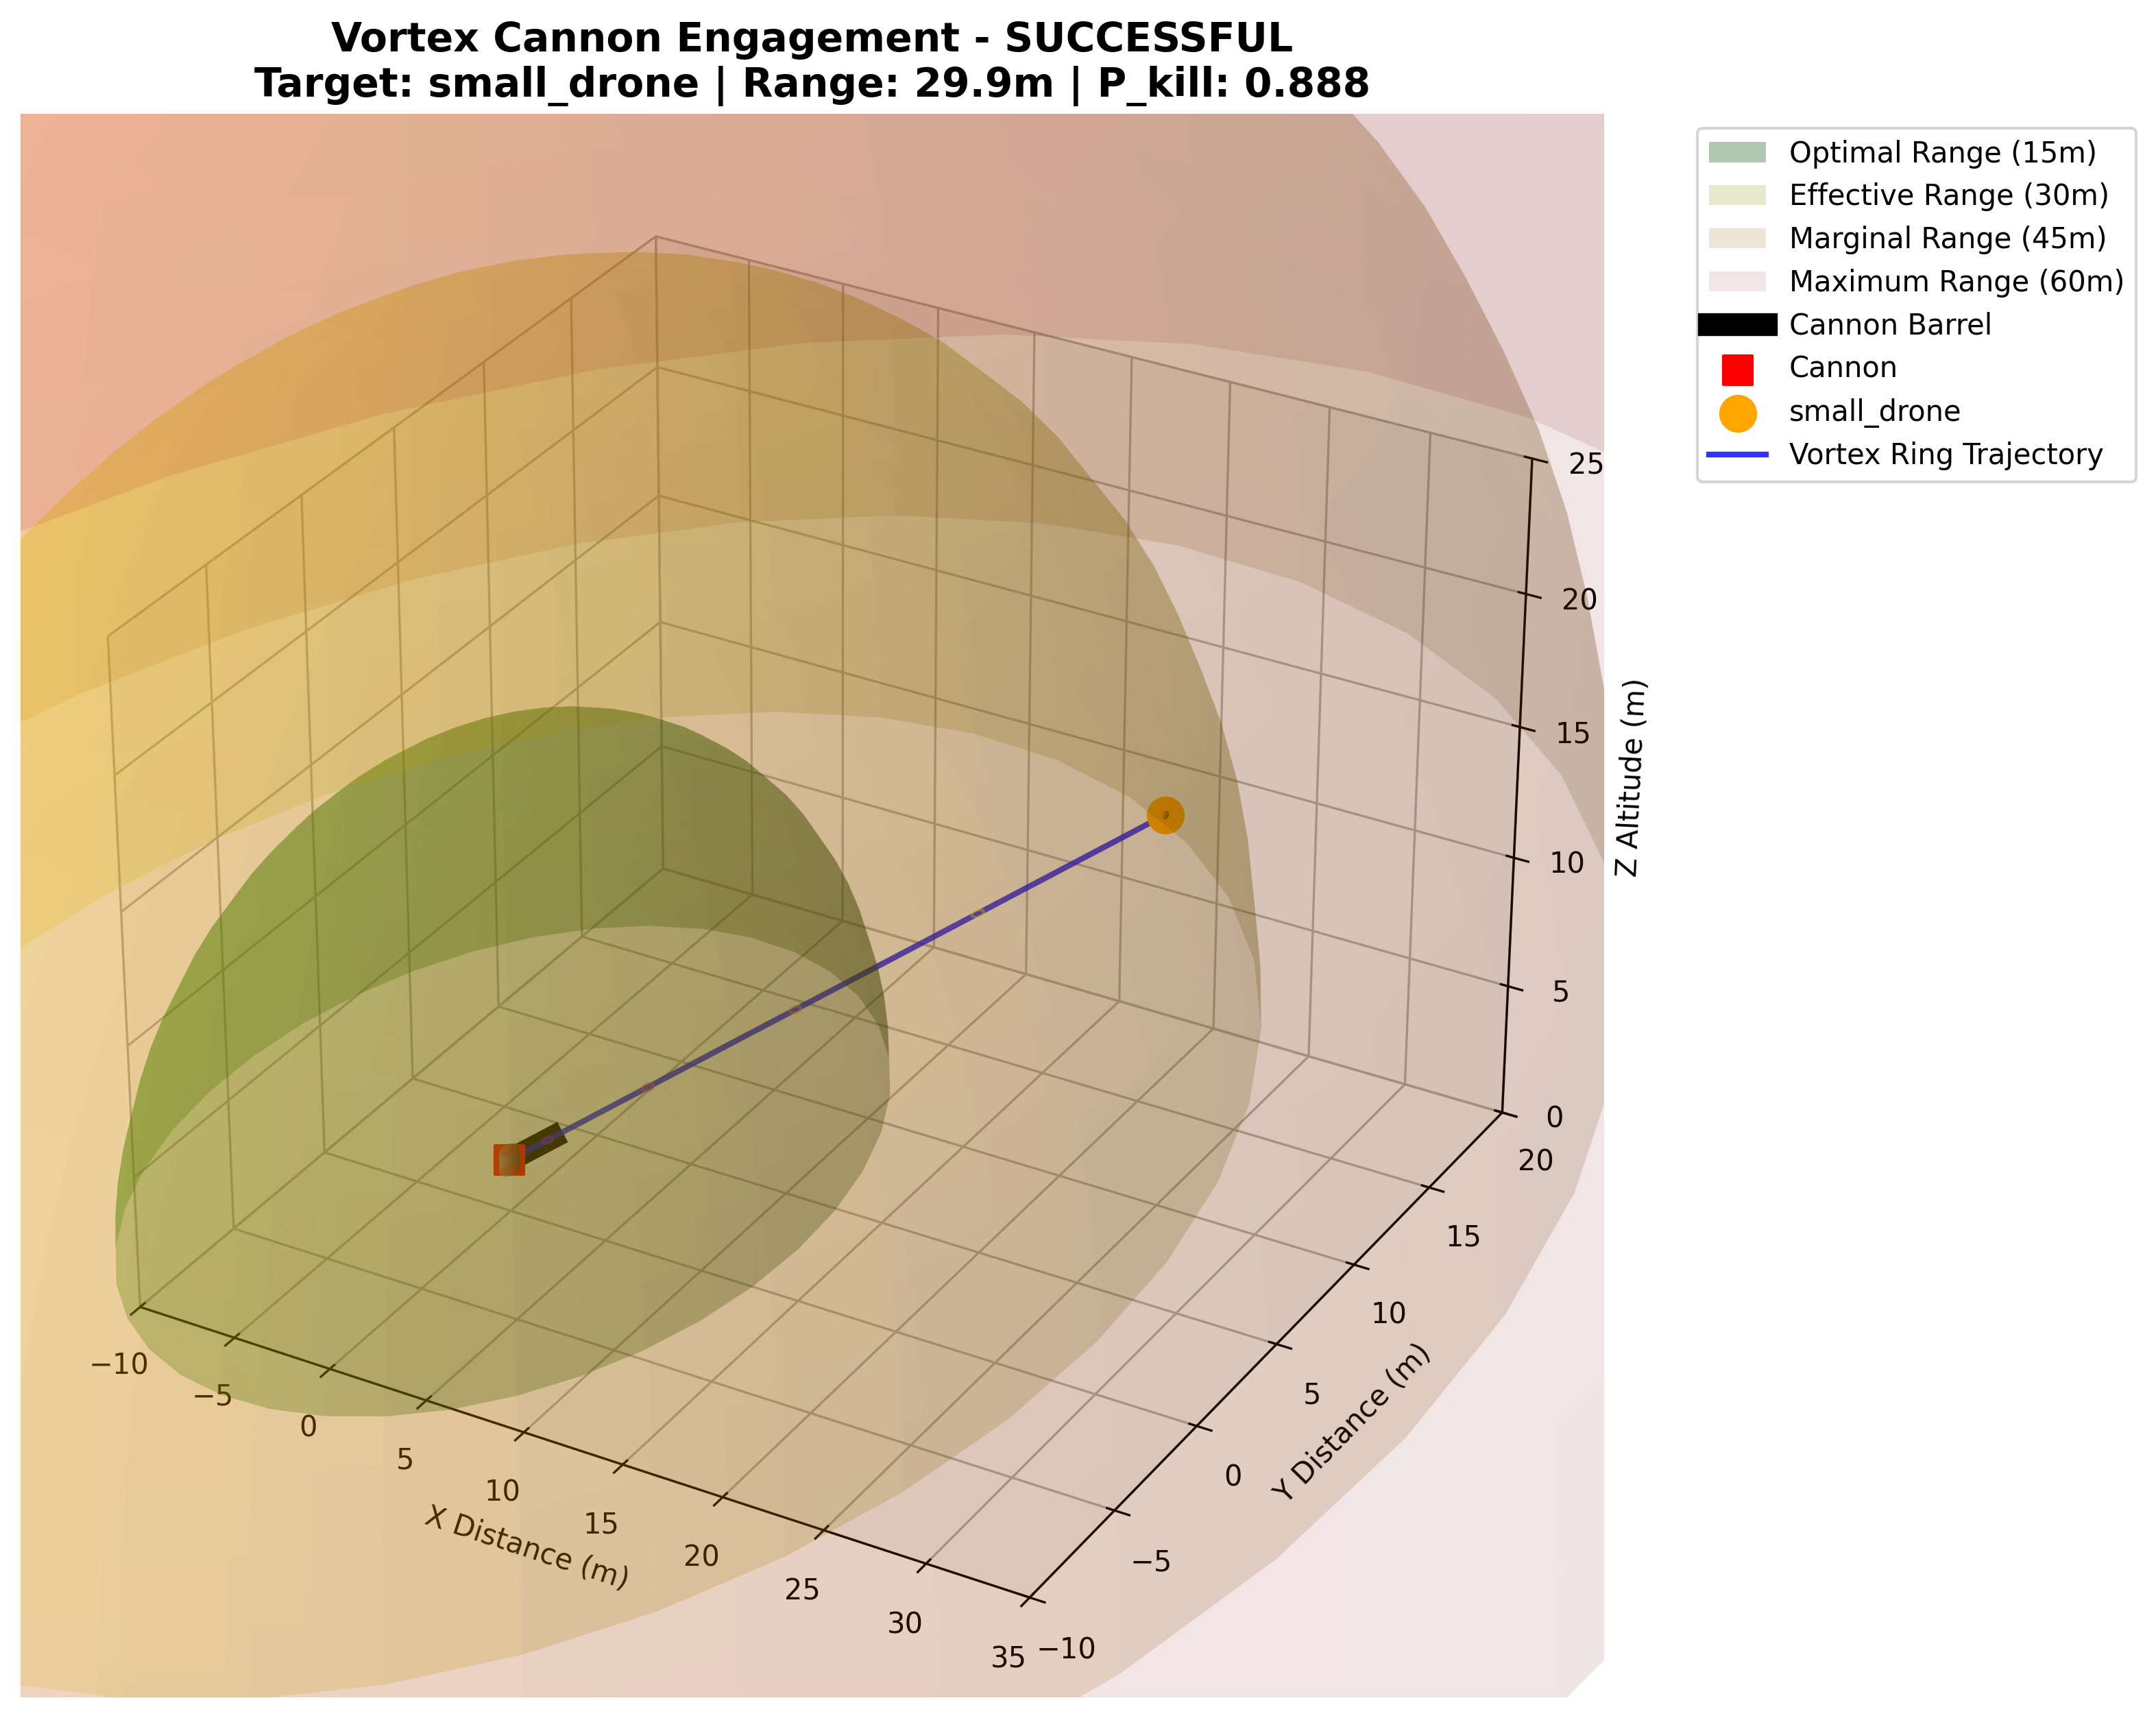 Vortex Cannon Engagement - SUCCESSFUL
Target: small_drone | Range: 29.9m | P_kill: 0.888
Optimal Range (15m)
Effective Range (30m)
Marginal Range (45m)
Maximum Range (60m)
Cannon Barrel
Cannon
small_drone
Vortex Ring Trajectory
25
20
15
10
5
0
Z Altitude (m)
20
15
10
5
0
−5
−10
Y Distance (m)
−10
−5
0
5
10
15
20
25
30
35
X Distance (m)